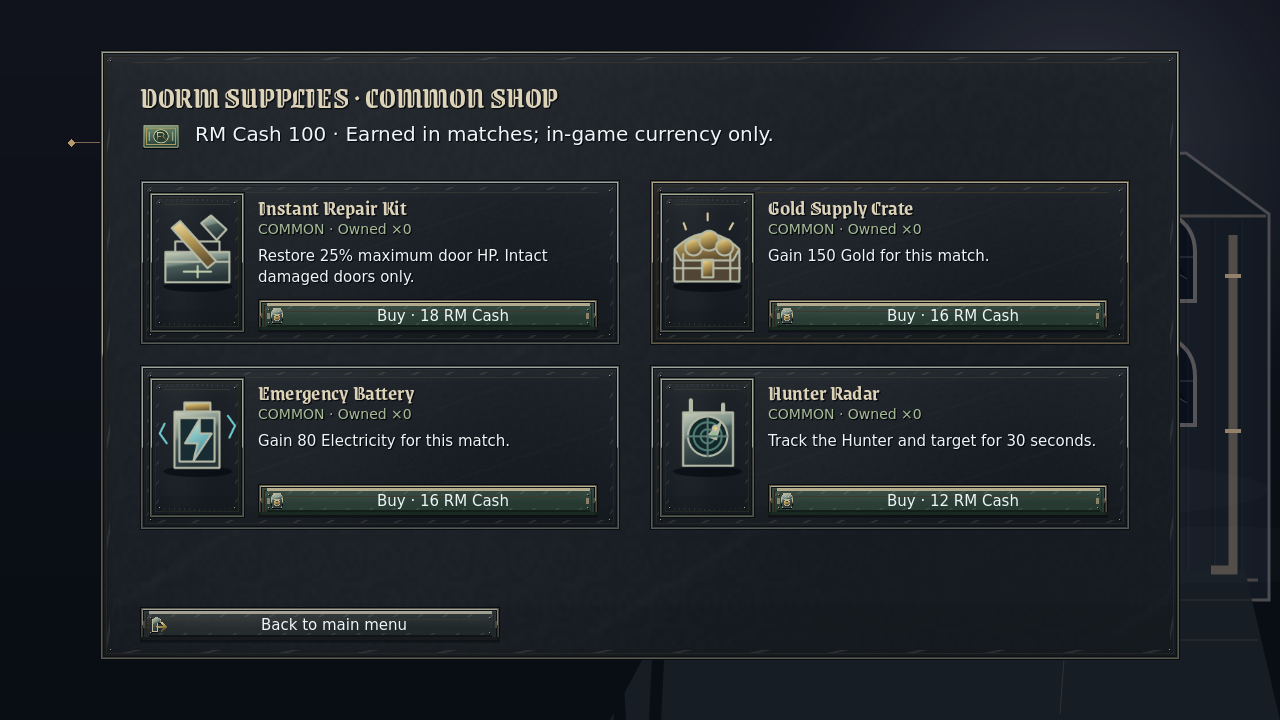 DORM SUPPLIES · COMMON SHOP
RM Cash 100 · Earned in matches; in-game currency only.
Instant Repair Kit
COMMON · Owned ×0
Restore 25% maximum door HP. Intact
damaged doors only.
Buy · 18 RM Cash
Gold Supply Crate
COMMON · Owned ×0
Gain 150 Gold for this match.
Buy · 16 RM Cash
Emergency Battery
COMMON · Owned ×0
Gain 80 Electricity for this match.
Buy · 16 RM Cash
Hunter Radar
COMMON · Owned ×0
Track the Hunter and target for 30 seconds.
Buy · 12 RM Cash
Back to main menu